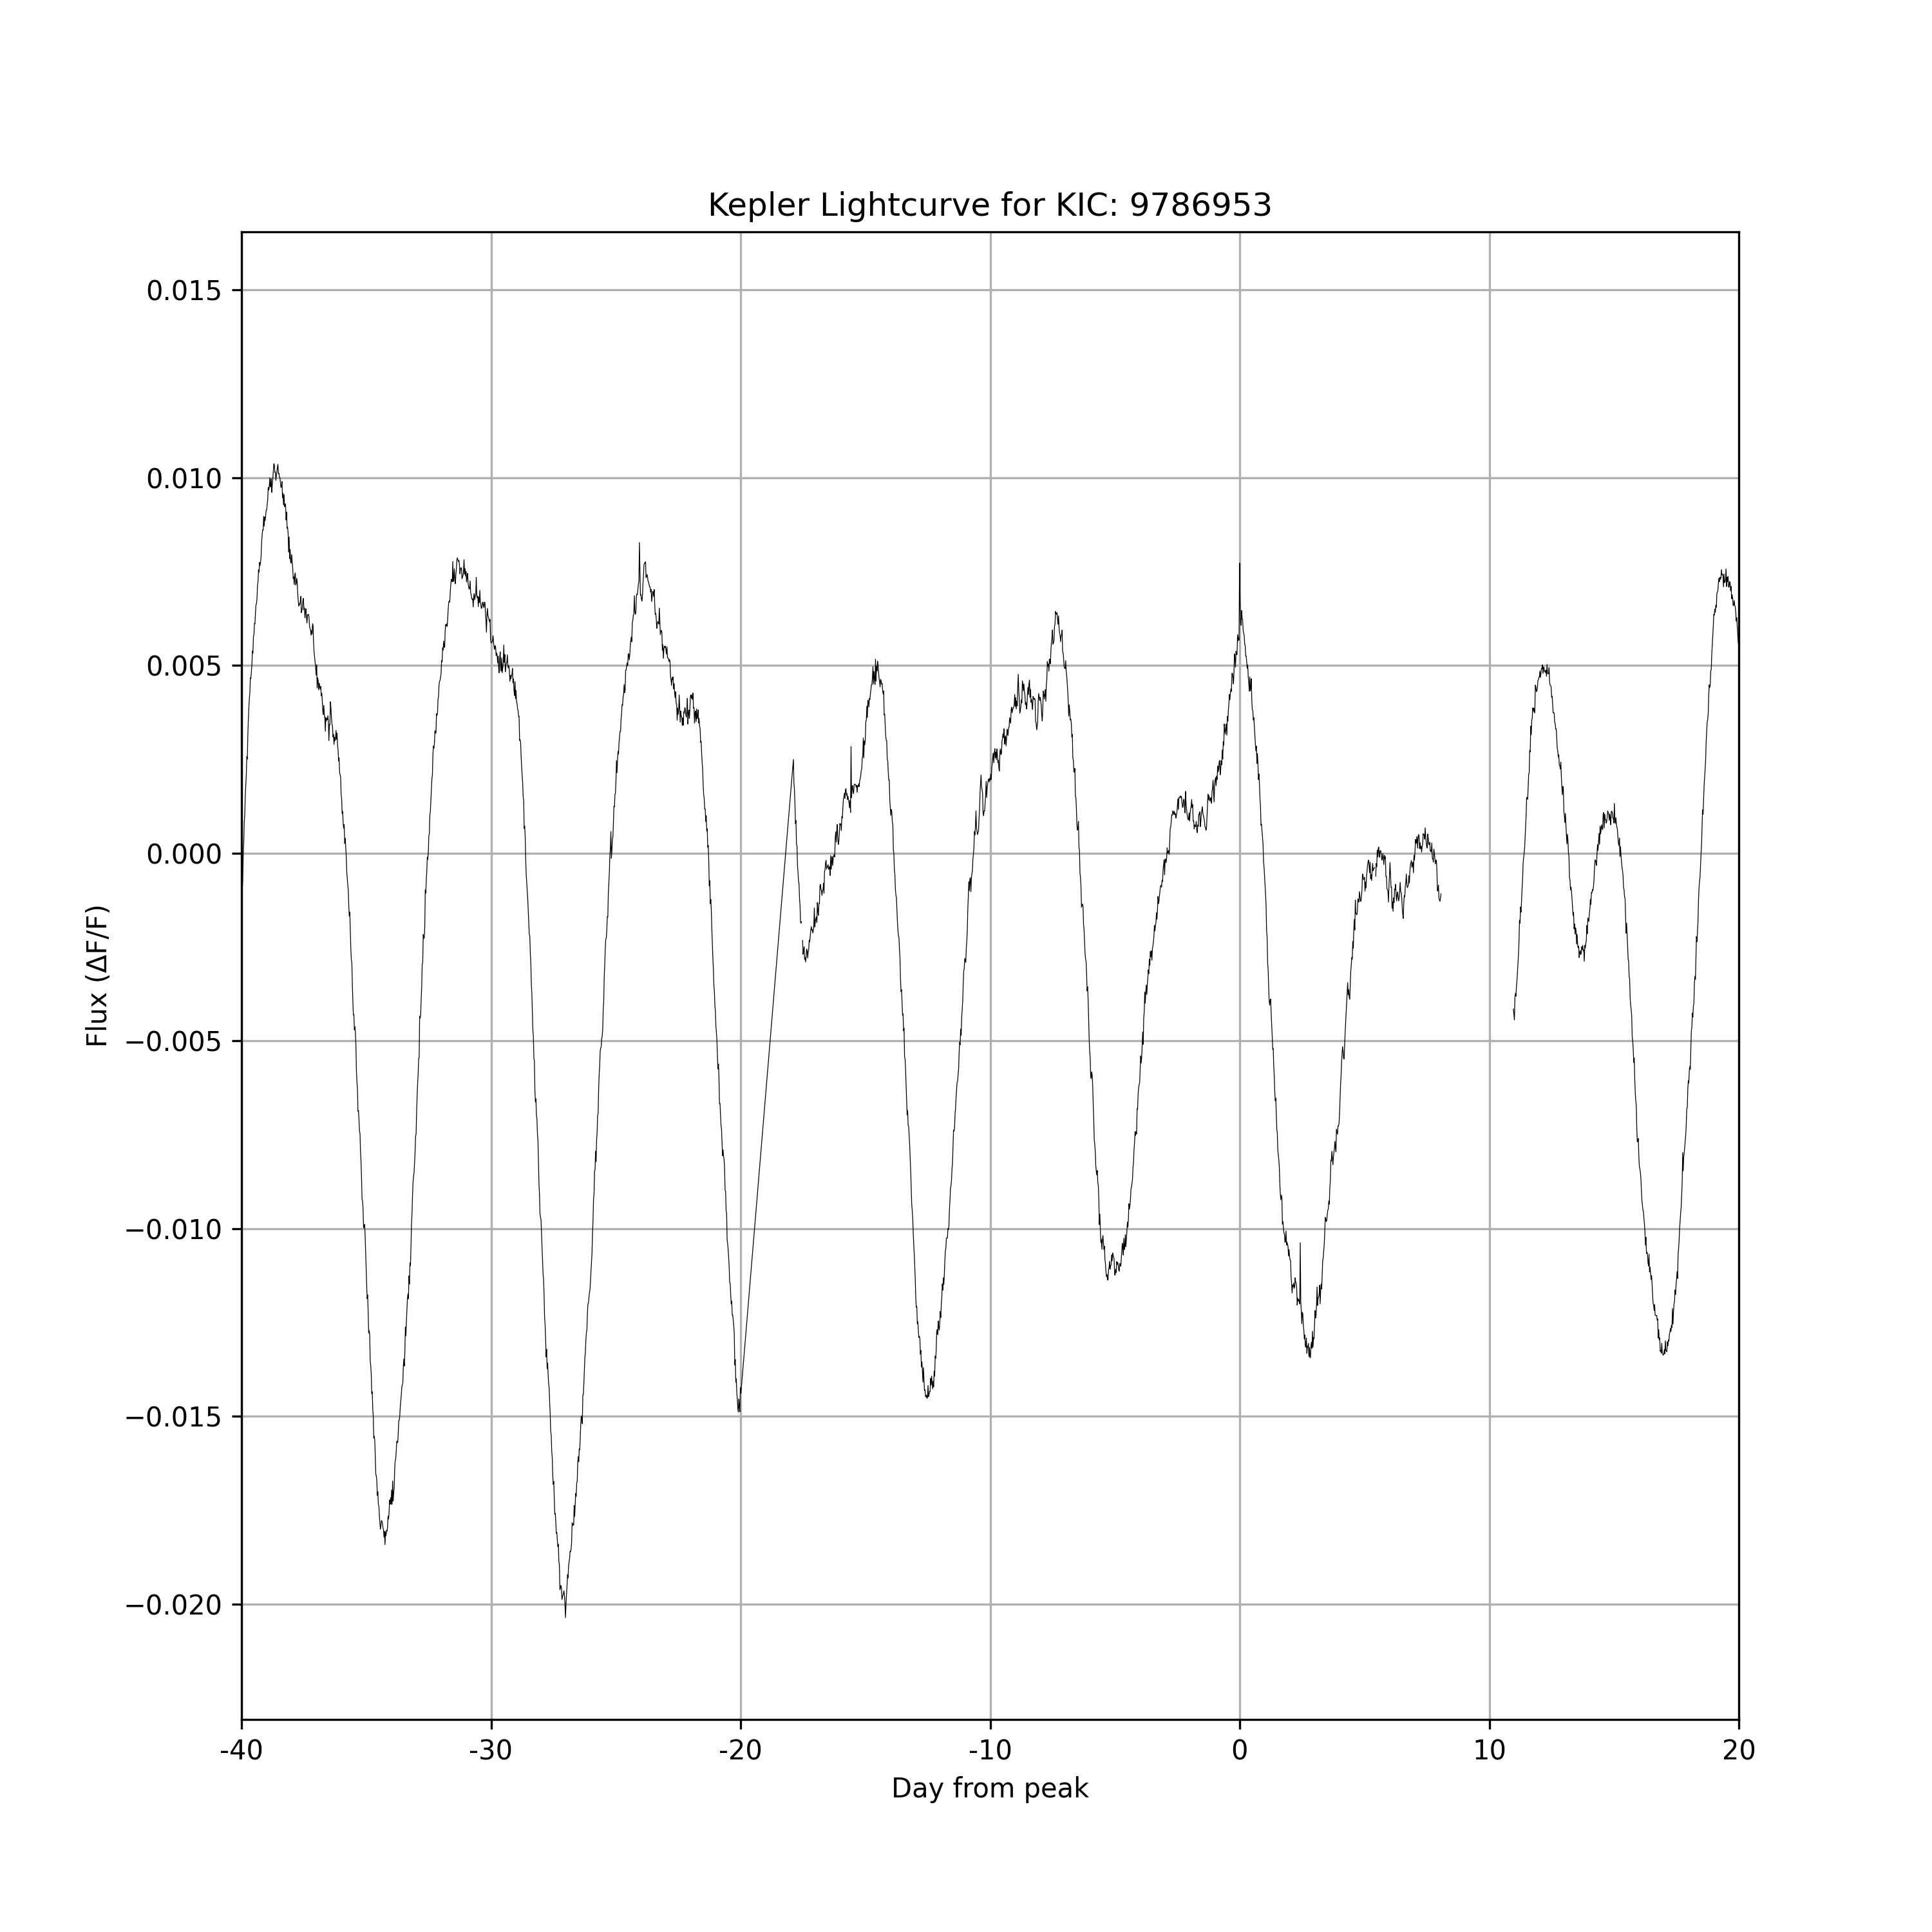 Kepler Lightcurve for KIC: 9786953
0.015
0.010
0.005
0.000
−0.005
−0.010
−0.015
−0.020
Flux (ΔF/F)
-40 -30 -20 -10 0 10 20
Day from peak